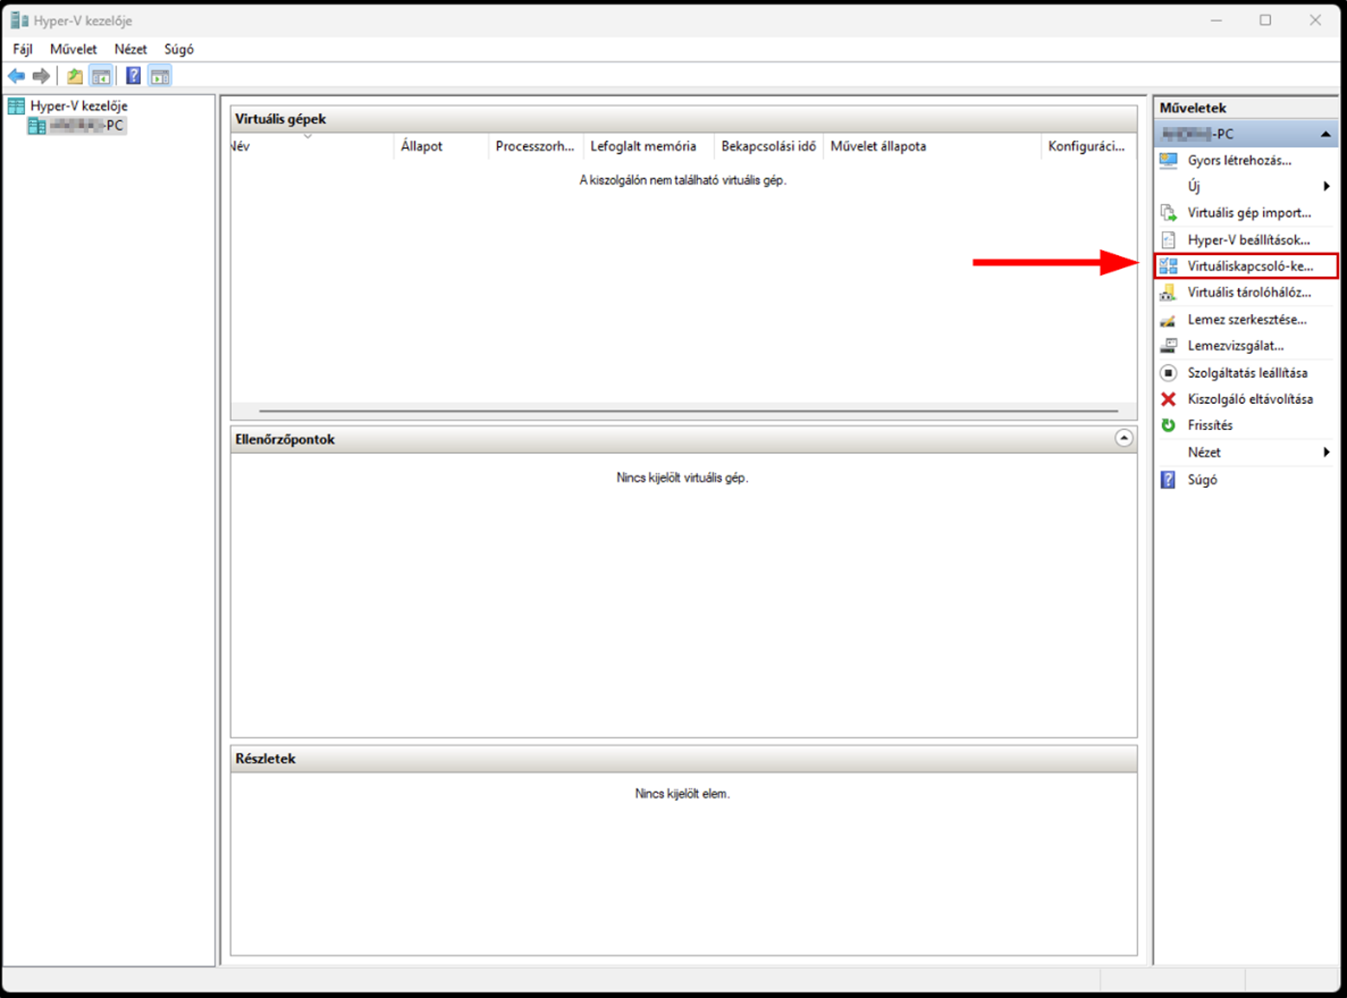 Hyper-V kezelője
Fájl Művelet Nézet Súgó
Hyper-V kezelője
-PC
Virtuális gépek
Név Állapot Processzorh... Lefoglalt memória Bekapcsolási idő Művelet állapota Konfiguráci...
A kiszolgálón nem található virtuális gép.
Ellenőrzőpontok
Nincs kijelölt virtuális gép.
Részletek
Nincs kijelölt elem.
Műveletek
-PC
Gyors létrehozás...
Új
Virtuális gép import...
Hyper-V beállítások...
Virtuáliskapcsoló-ke...
Virtuális tárolóhálóz...
Lemez szerkesztése...
Lemezvizsgálat...
Szolgáltatás leállítása
Kiszolgáló eltávolítása
Frissítés
Nézet
Súgó